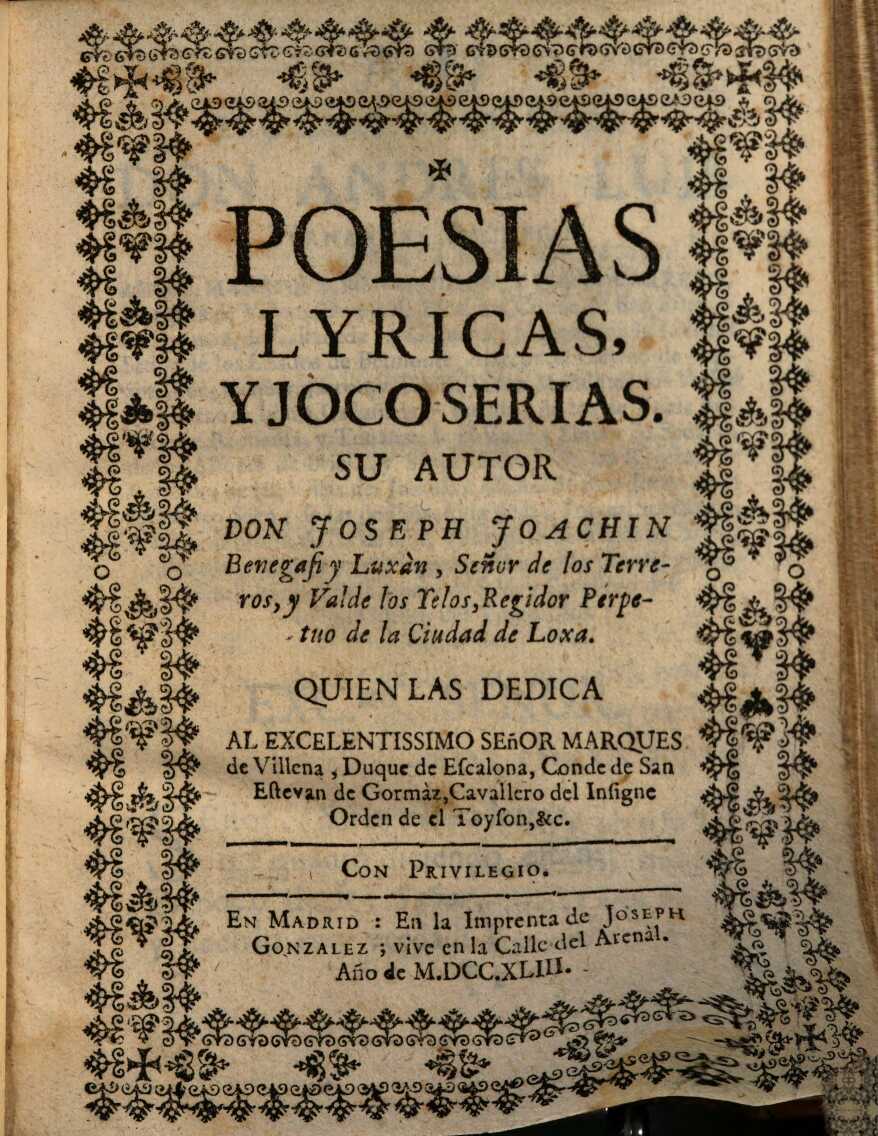 POESIAS
LYRICAS,
Y JOCO-SERIAS.
SU AUTOR
DON JOSEPH JOACHIN
Benegasi y Luxàn, Señor de los Terre-
ros, y Valde los Yelos, Regidor Perpe-
tuo de la Ciudad de Loxa.
QUIEN LAS DEDICA
AL EXCELENTISSIMO SEñOR MARQUES
de Villena, Duque de Eſcalona, Conde de San
Eſtevan de Gormàz, Cavallero del Inſigne
Orden de el Toyſon, &c.
CON PRIVILEGIO.
EN MADRID : En la Imprenta de JOSEPH
GONZALEZ ; vive en la Calle del Arenàl.
Año de M.DCC.XLIII.